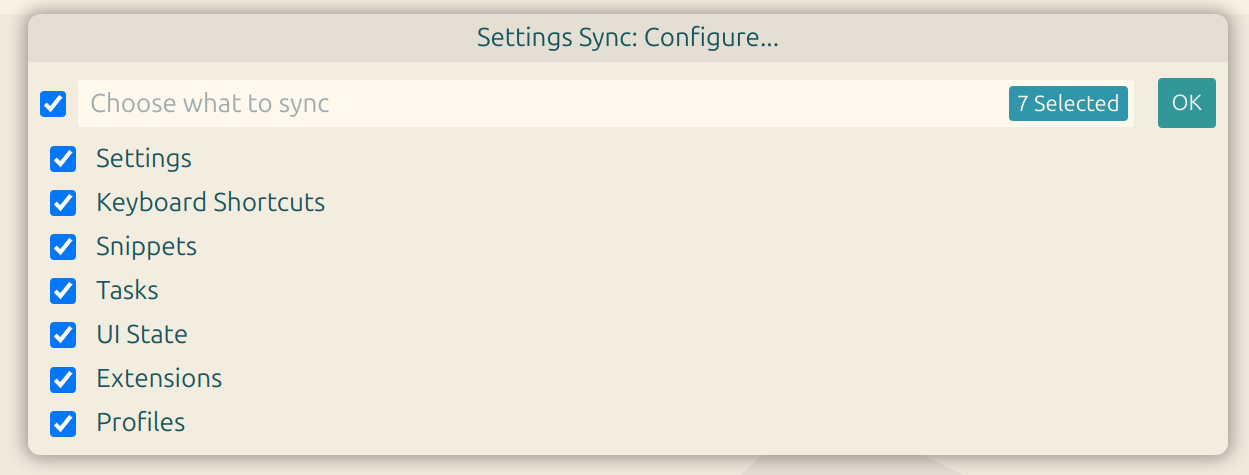 Settings Sync: Configure...
Choose what to sync 7 Selected OK
Settings
Keyboard Shortcuts
Snippets
Tasks
UI State
Extensions
Profiles